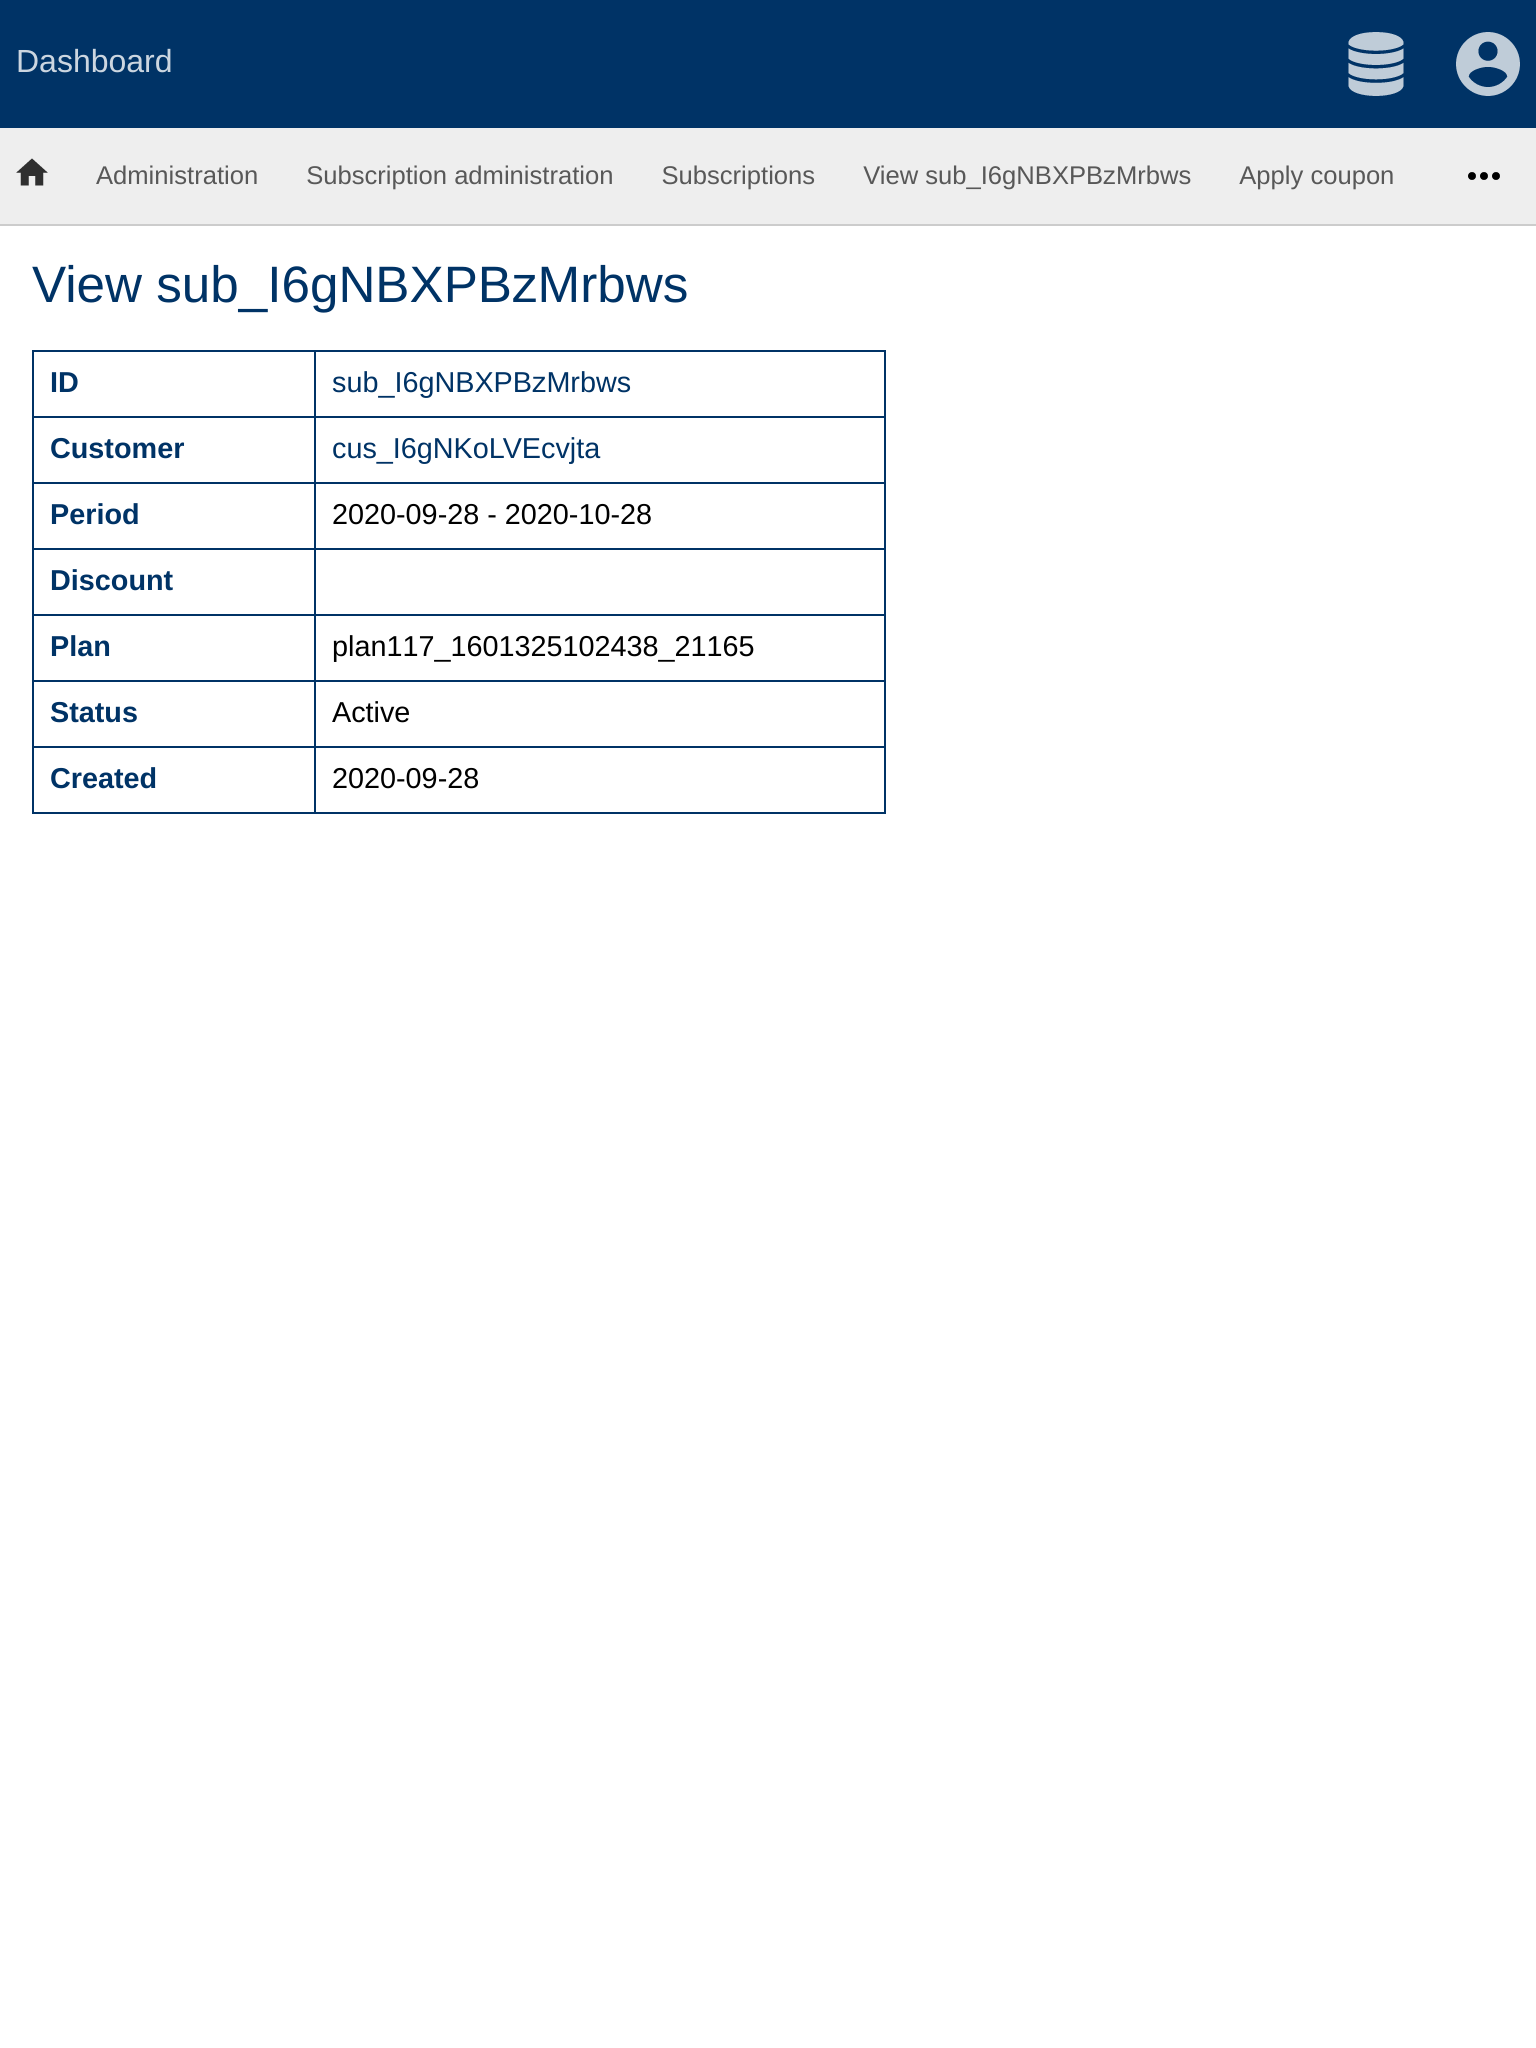 Dashboard
Administration Subscription administration Subscriptions View sub_I6gNBXPBzMrbws Apply coupon
View sub_I6gNBXPBzMrbws
ID sub_I6gNBXPBzMrbws
Customer cus_I6gNKoLVEcvjta
Period 2020-09-28 - 2020-10-28
Discount
Plan plan117_1601325102438_21165
Status Active
Created 2020-09-28